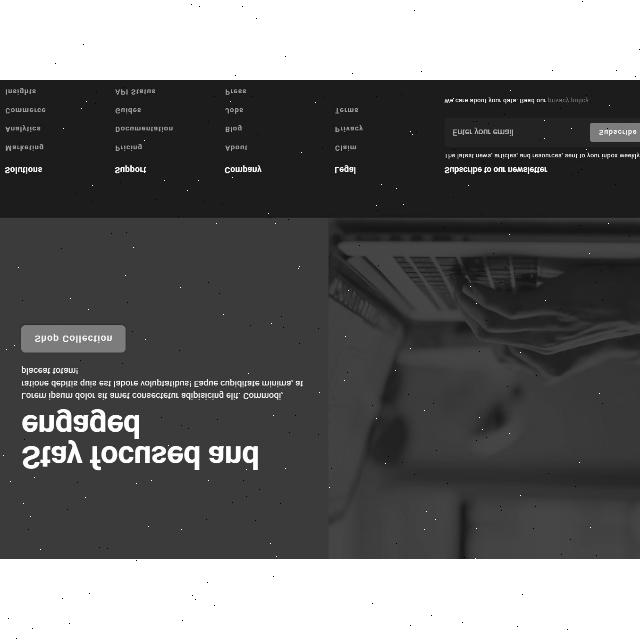 Stay focused and
engaged
Lorem ipsum dolor sit amet consectetur adipisicing elit. Commodi,
ratione debitis quis est labore voluptatibus! Eaque cupiditate minima, at
placeat totam!
Shop Collection
Solutions
Marketing
Analytics
Commerce
Insights
Support
Pricing
Documentation
Guides
API Status
Company
About
Blog
Jobs
Press
Legal
Claim
Privacy
Terms
Subscribe to our newsletter
The latest news, articles, and resources, sent to your inbox weekly
Enter your email
Subscribe
We care about your data. Read our privacy policy